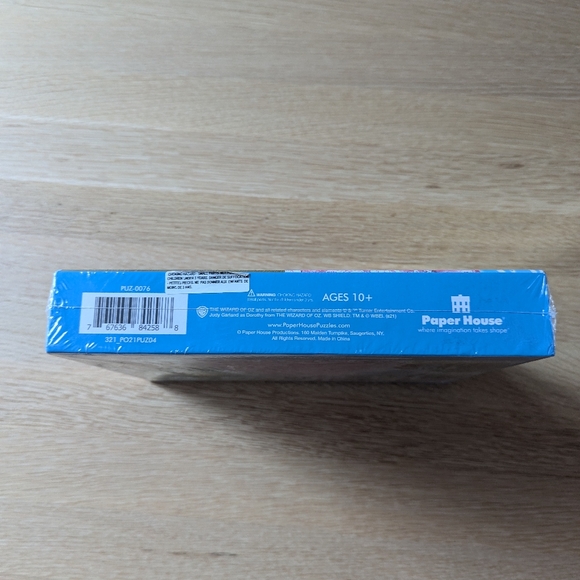 PUZ-0076
7 67636 84258 8
321_PO21PUZ04
WARNING: CHOKING HAZARD
AGES 10+
THE WIZARD OF OZ and all related characters and elements © & ™ Turner Entertainment Co.
Judy Garland as Dorothy from THE WIZARD OF OZ. WB SHIELD: TM & © WBEI. (s21)
www.PaperHousePuzzles.com
© Paper House Productions, 160 Malden Turnpike, Saugerties, NY.
All Rights Reserved. Made in China
Paper House
where imagination takes shape